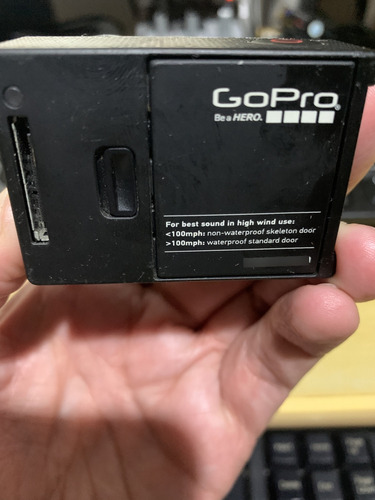 GoPro
Be a HERO.
For best sound in high wind use:
<100mph: non-waterproof skeleton door
>100mph: waterproof standard door